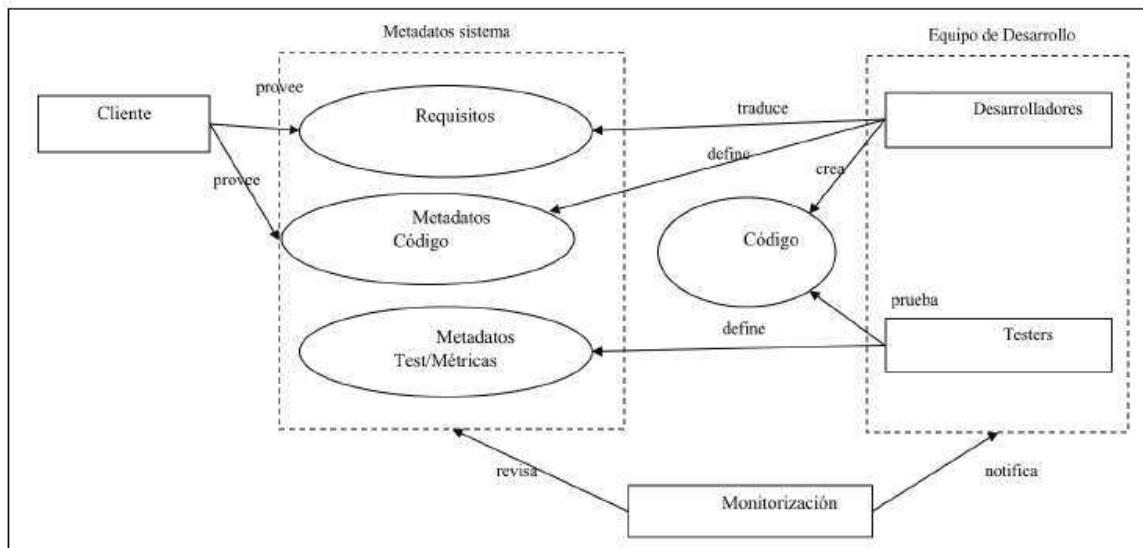 Metadatos sistema
Equipo de Desarrollo
provee
Cliente
Requisitos
traduce
Desarrolladores
define
provee
crea
Metadatos
Código
Código
prueba
Metadatos
Test/Métricas
define
Testers
revisa
notifica
Monitorización